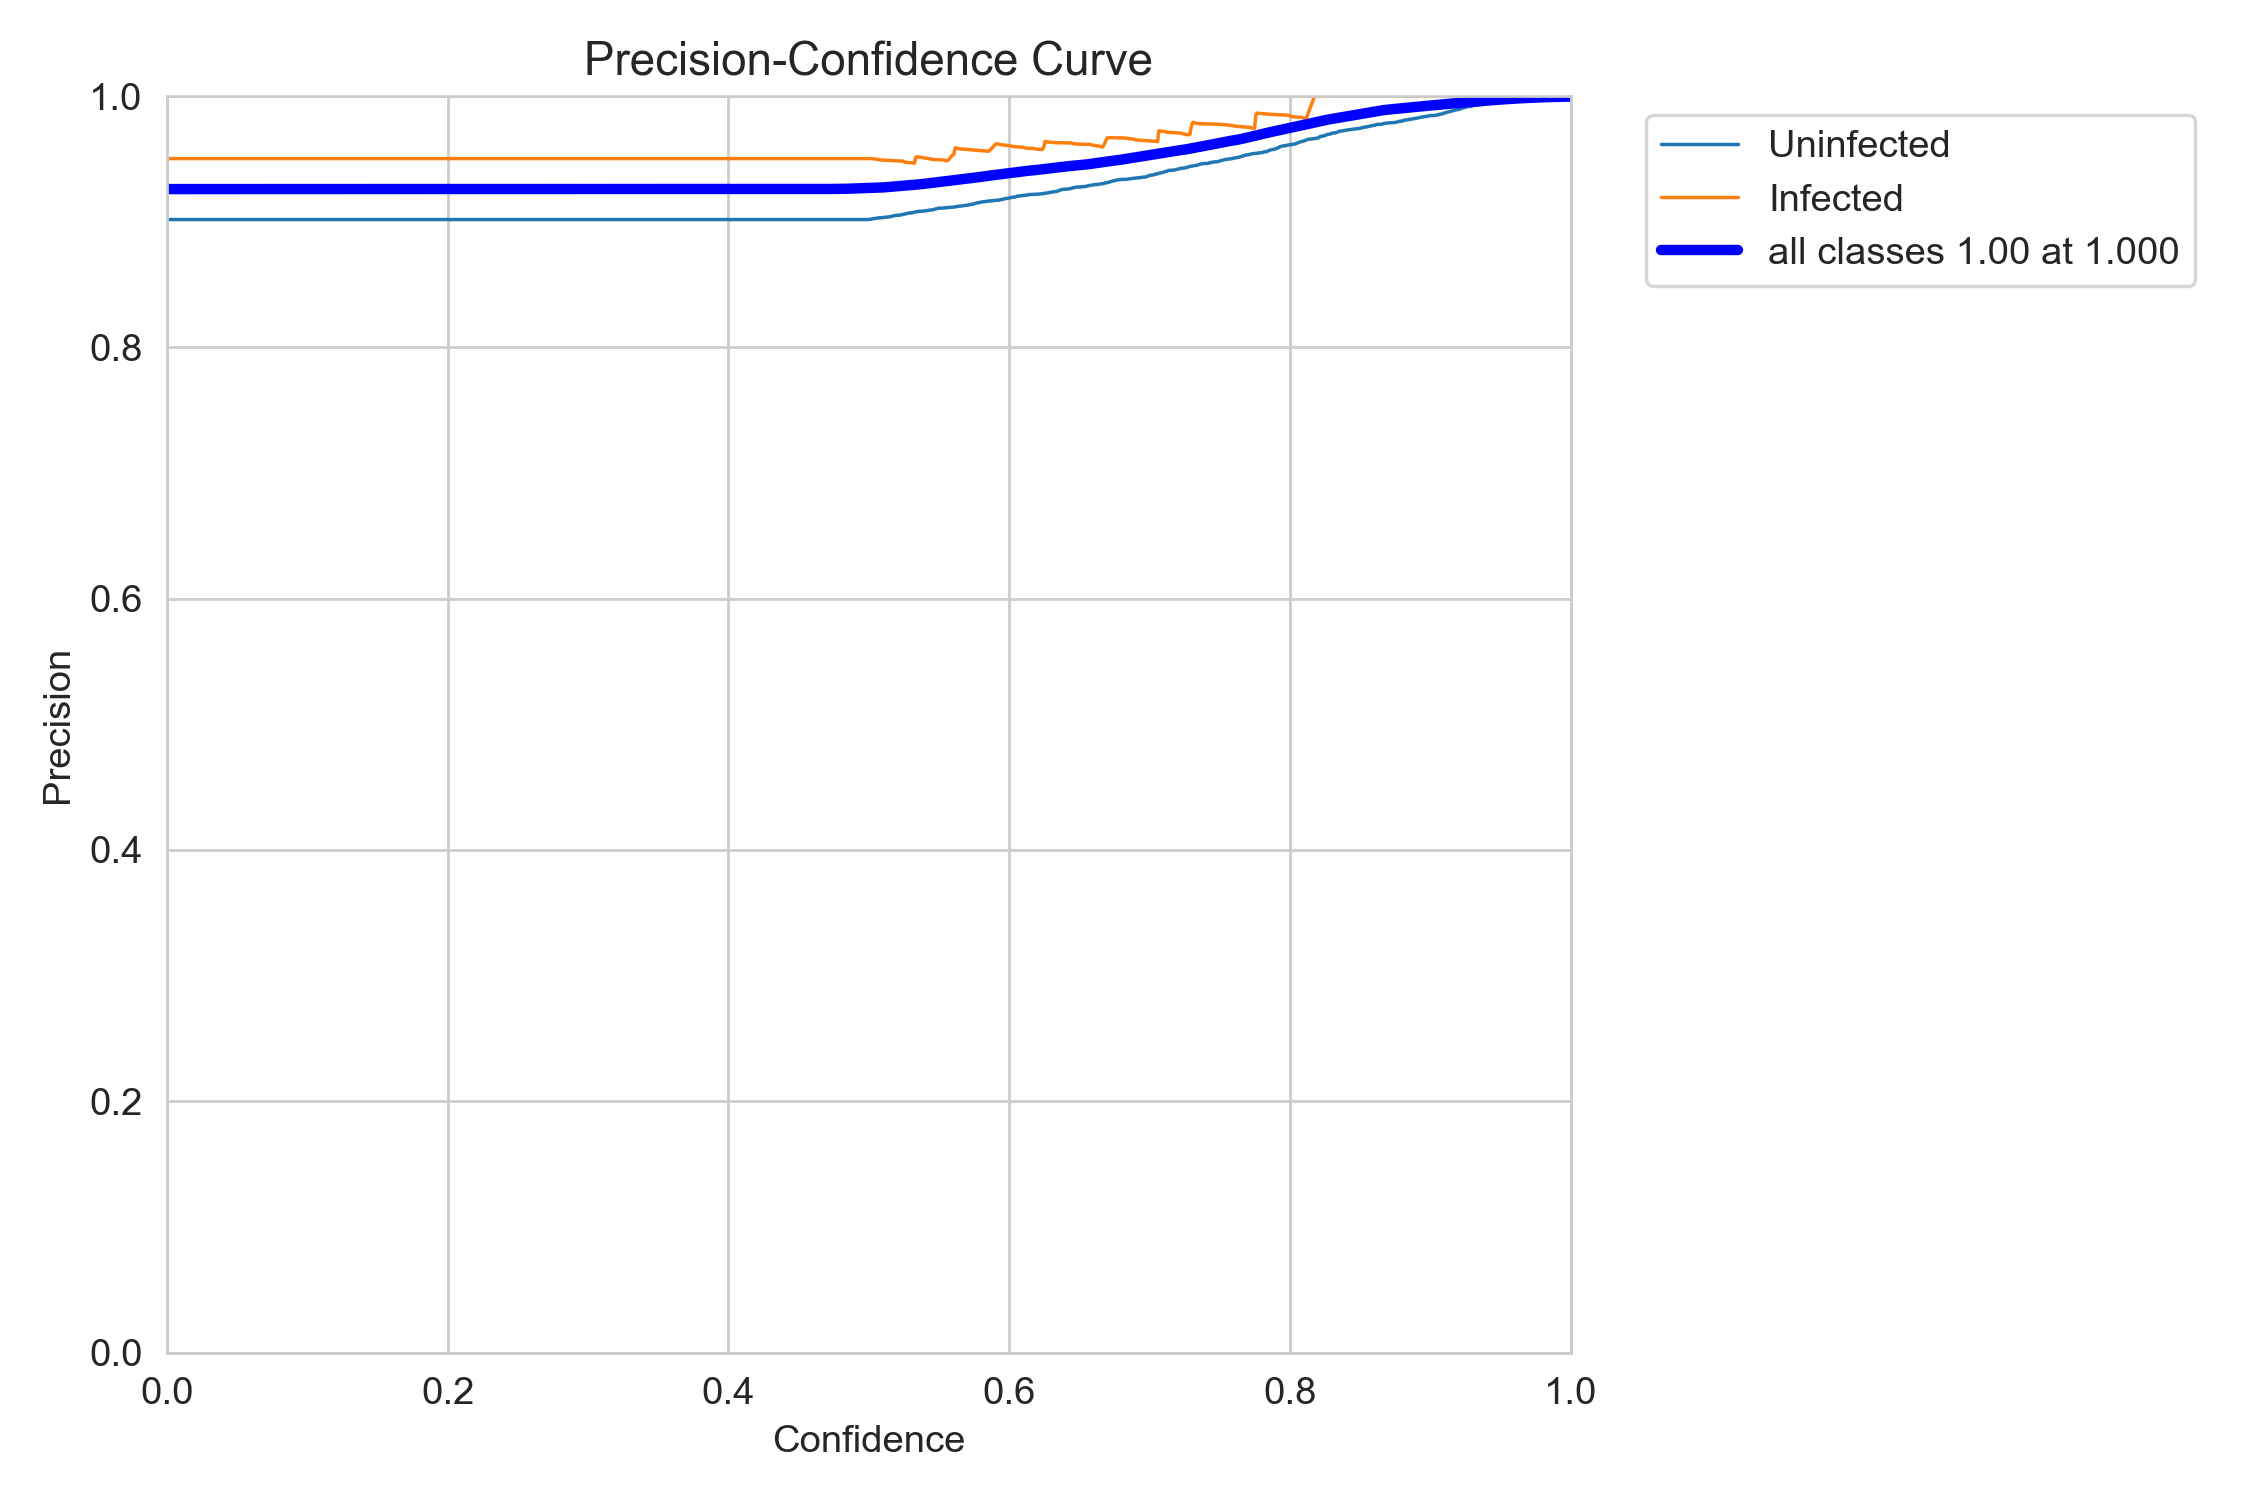 Precision-Confidence Curve
1.0
0.8
0.6
0.4
0.2
0.0
Precision
0.0 0.2 0.4 0.6 0.8 1.0
Confidence
Uninfected
Infected
all classes 1.00 at 1.000